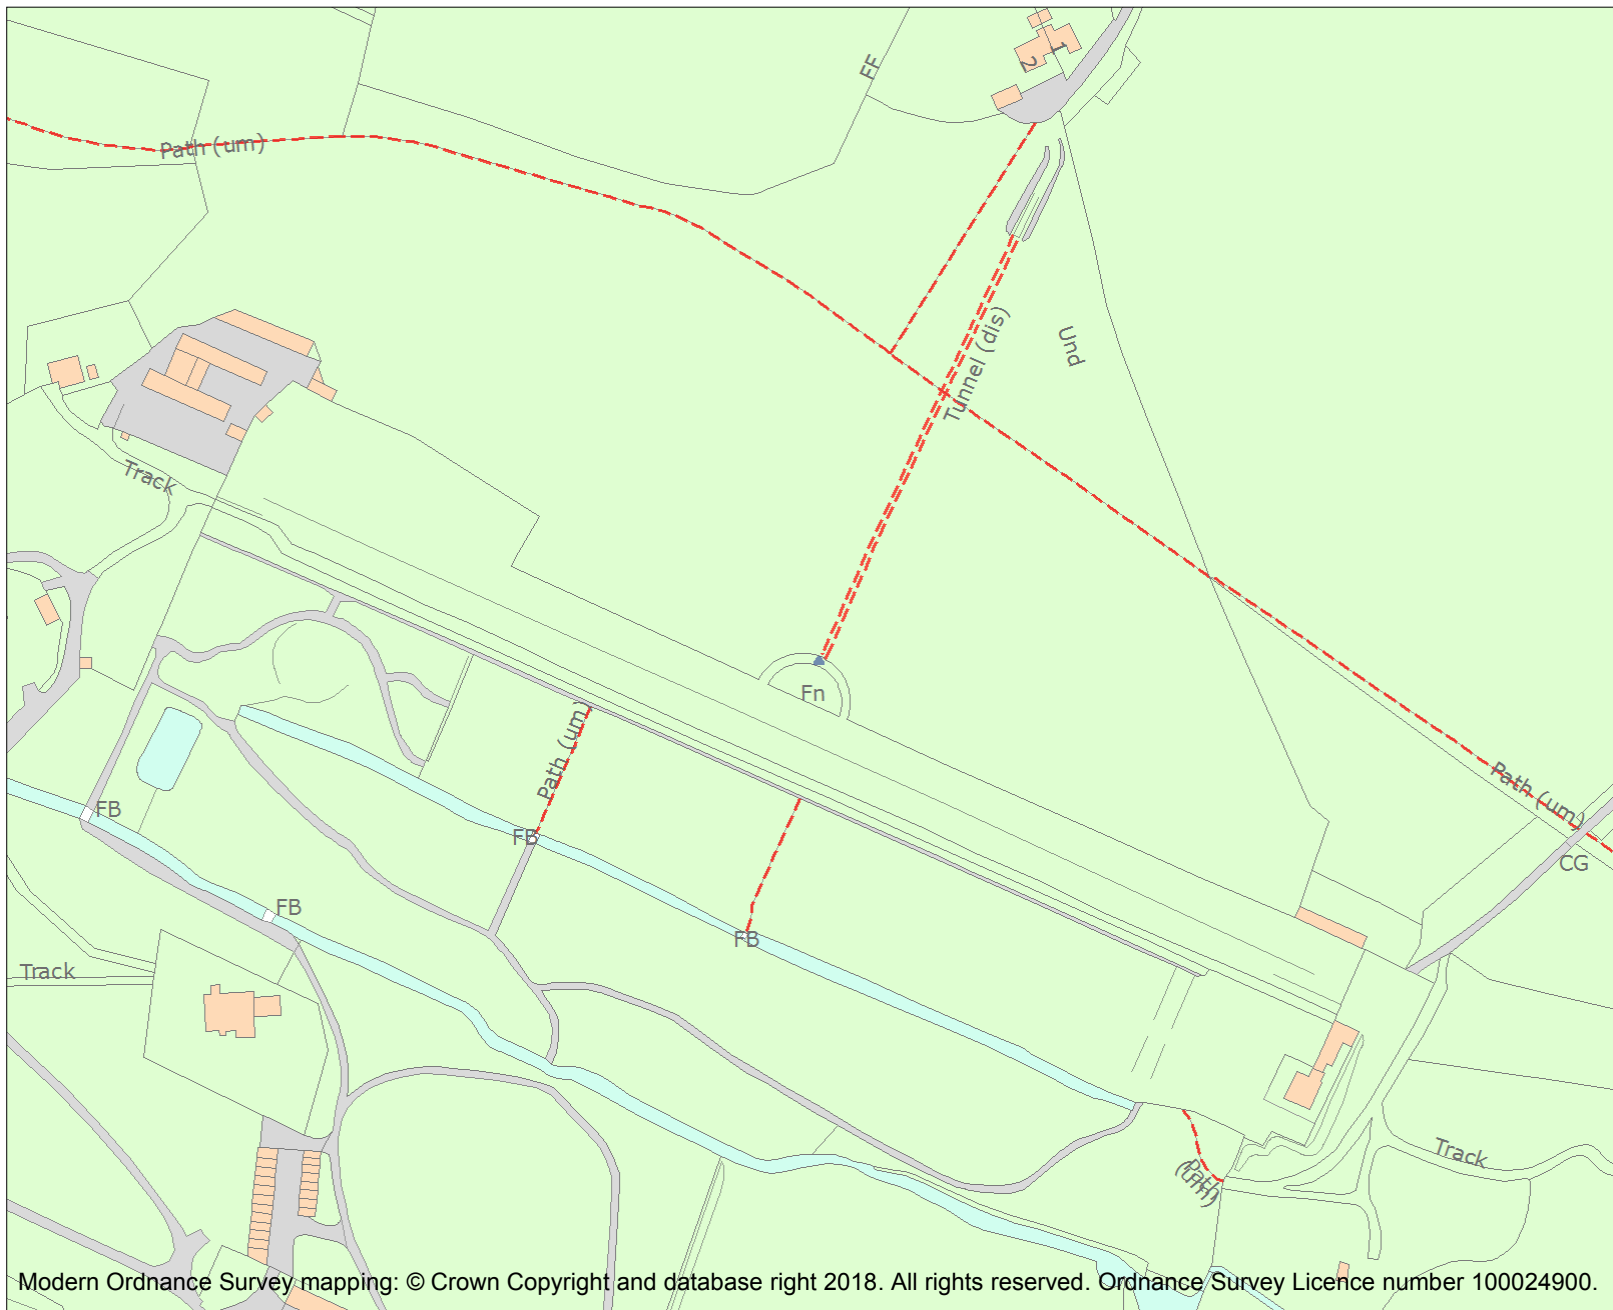 EF
1
2
Path (um)
Tunnel (dis)
Und
Track
Fn
Path (um)
Path (um)
FB
FB
CG
FB
FB
Track
Track
Path
(um)
Modern Ordnance Survey mapping: © Crown Copyright and database right 2018. All rights reserved. Ordnance Survey Licence number 100024900.